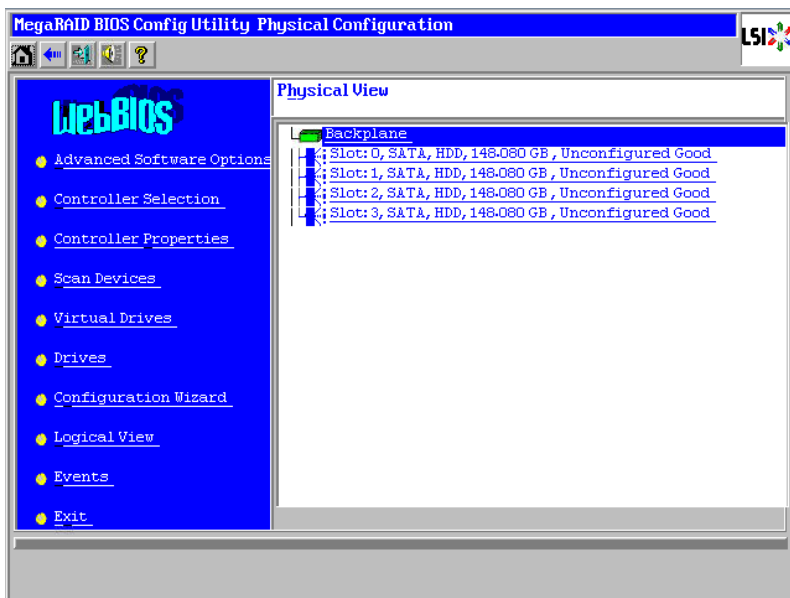 MegaRAID BIOS Config Utility Physical Configuration
LSI
?
WebBIOS
Physical View
Advanced Software Options
Controller Selection
Controller Properties
Scan Devices
Virtual Drives
Drives
Configuration Wizard
Logical View
Events
Exit
Backplane
Slot: 0, SATA, HDD, 148.080 GB , Unconfigured Good
Slot: 1, SATA, HDD, 148.080 GB , Unconfigured Good
Slot: 2, SATA, HDD, 148.080 GB , Unconfigured Good
Slot: 3, SATA, HDD, 148.080 GB , Unconfigured Good